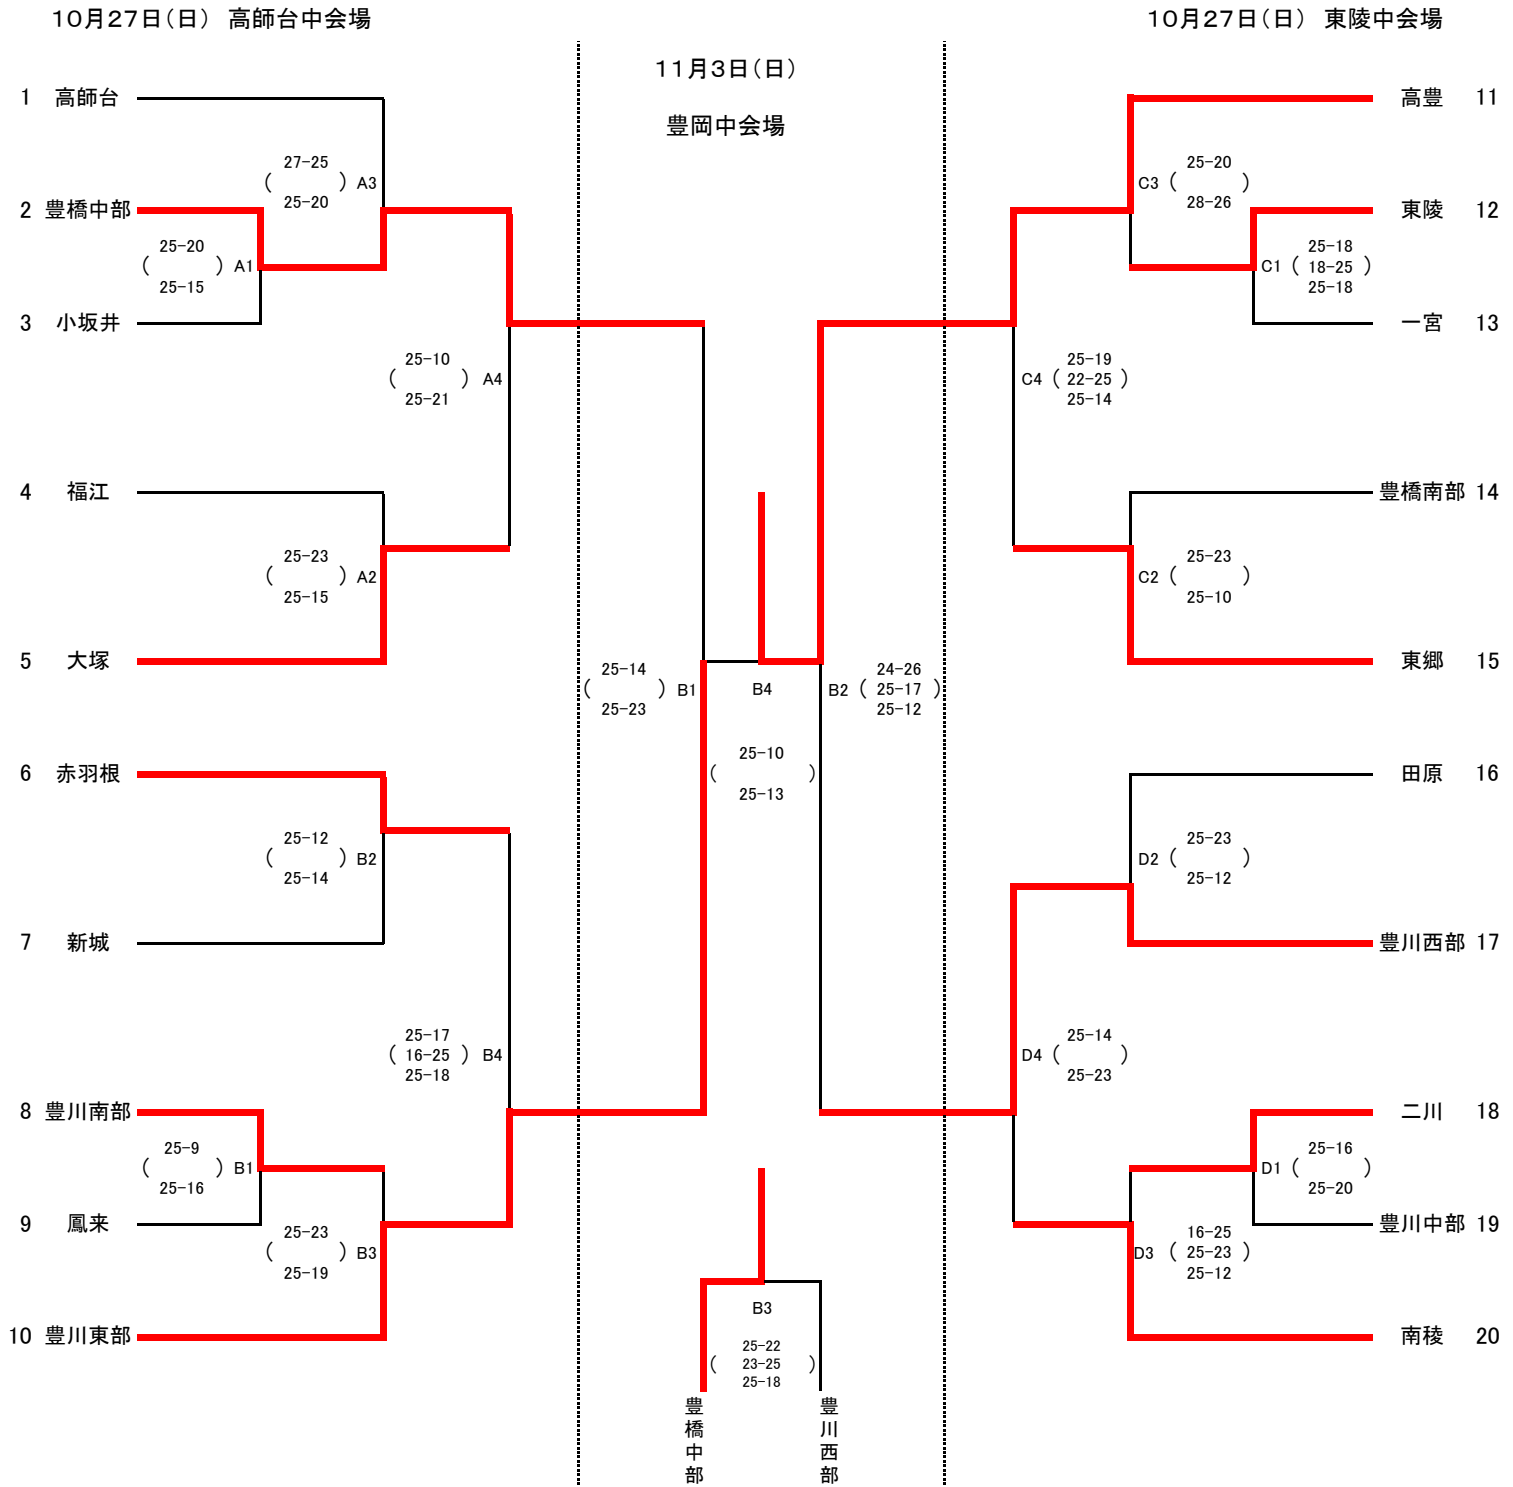 10月27日(日) 高師台中会場
10月27日(日) 東陵中会場
11月3日(日)
豊岡中会場
1 高師台
高豊 11
27-25
( ) A3
25-20
25-20
C3 ( )
28-26
2 豊橋中部
東陵 12
25-20
( ) A1
25-15
25-18
C1 ( 18-25 )
25-18
3 小坂井
一宮 13
25-10
( ) A4
25-21
25-19
C4 ( 22-25 )
25-14
4 福江
豊橋南部 14
25-23
( ) A2
25-15
25-23
C2 ( )
25-10
5 大塚
東郷 15
25-14
( ) B1
25-23
B4
25-10
( )
25-13
24-26
B2 ( 25-17 )
25-12
6 赤羽根
田原 16
25-12
( ) B2
25-14
25-23
D2 ( )
25-12
7 新城
豊川西部 17
25-17
( 16-25 ) B4
25-18
25-14
D4 ( )
25-23
8 豊川南部
二川 18
25-9
( ) B1
25-16
25-16
D1 ( )
25-20
9 鳳来
豊川中部 19
25-23
( ) B3
25-19
16-25
D3 ( 25-23 )
25-12
10 豊川東部
南稜 20
B3
25-22
( 23-25 )
25-18
豊橋中部
豊川西部